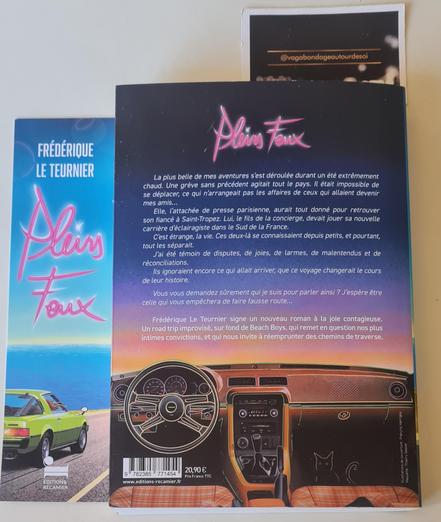 @vagabondageautourdesoi
FRÉDÉRIQUE
LE TEURNIER
Pleins
Feux
ÉDITIONS
RÉCAMIER
Pleins Feux
La plus belle de mes aventures s'est déroulée durant un été extrêmement
chaud. Une grève sans précédent agitait tout le pays. Il était impossible de
se déplacer, ce qui n'arrangeait pas les affaires de ceux qui allaient devenir
mes amis...
Elle, l'attachée de presse parisienne, aurait tout donné pour retrouver
son fiancé à Saint-Tropez. Lui, le fils de la concierge, devait jouer sa nouvelle
carrière d'éclairagiste dans le Sud de la France.
C'est étrange, la vie. Ces deux-là se connaissaient depuis petits, et pourtant,
tout les séparait.
J'ai été témoin de disputes, de joies, de larmes, de malentendus et de
réconciliations.
Ils ignoraient encore ce qui allait arriver, que ce voyage changerait le cours
de leur histoire.
Vous vous demandez sûrement qui je suis pour parler ainsi ? J'espère être
celle qui vous empêchera de faire fausse route...
Frédérique Le Teurnier signe un nouveau roman à la joie contagieuse.
Un road trip improvisé, sur fond de Beach Boys, qui remet en question nos plus
intimes convictions, et qui nous invite à réemprunter des chemins de traverse.
5 782385 771454
20,90 €
Prix France TTC
www.editions-recamier.fr